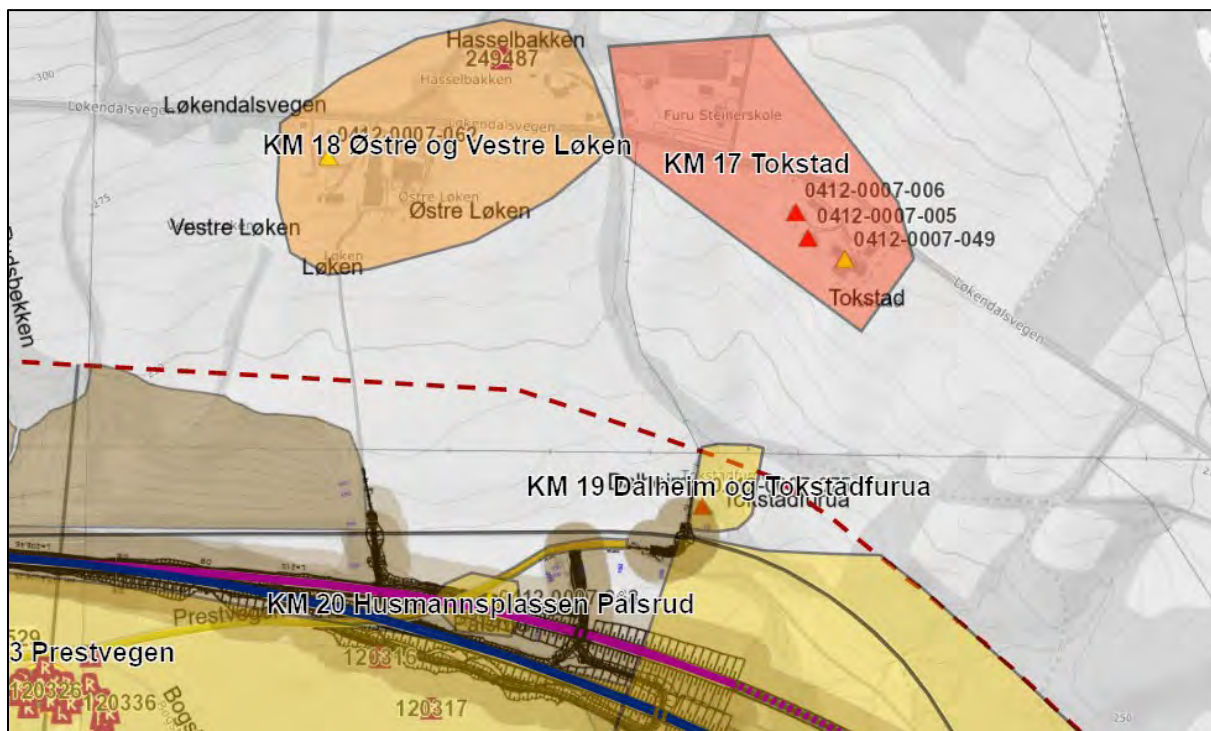 Hasselbakken
249487
Hasselbakken
300
Løkendalsvegen
Løkendalsvegen
Løkendalsvegen
Furu Steinerskole
0412-0007-062
KM 18 Østre og Vestre Løken
KM 17 Tokstad
0412-0007-006
0412-0007-005
0412-0007-049
275
Østre Løken
Østre Løken
Vestre Løken
Løken
Løken
Tokstad
Løkendalsvegen
KM 19 Dalheim og Tokstadfurua
Tokstadfurua
KM 20 Husmannsplassen Pålsrud
Prestvegen
529
3 Prestvegen
120316
120326
120336
120317
250